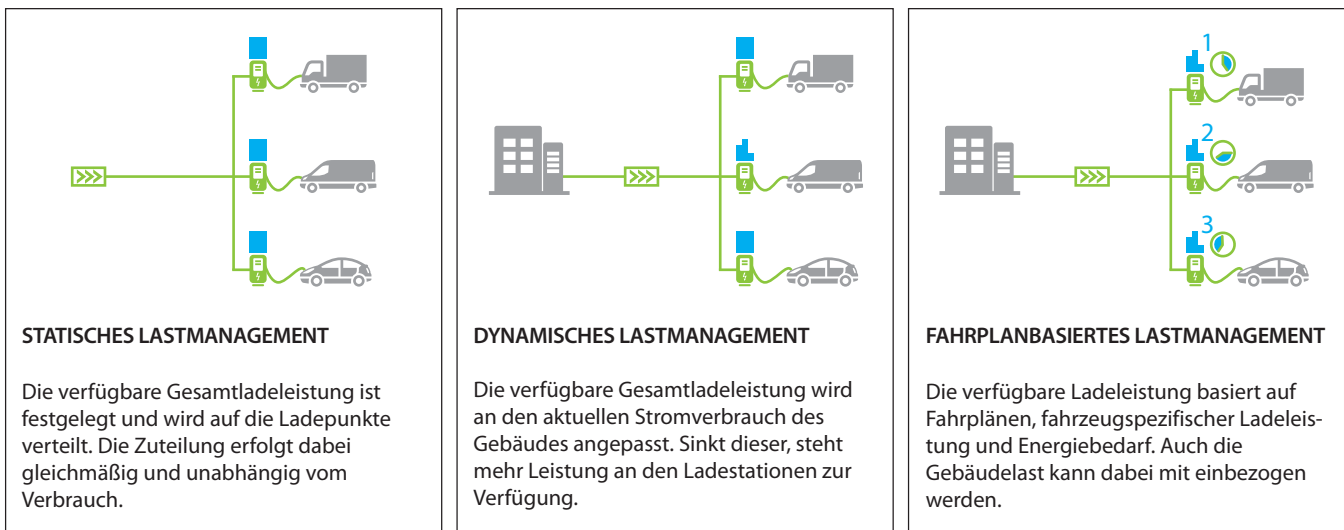 STATISCHES LASTMANAGEMENT
Die verfügbare Gesamtladeleistung ist
festgelegt und wird auf die Ladepunkte
verteilt. Die Zuteilung erfolgt dabei
gleichmäßig und unabhängig vom
Verbrauch.
DYNAMISCHES LASTMANAGEMENT
Die verfügbare Gesamtladeleistung wird
an den aktuellen Stromverbrauch des
Gebäudes angepasst. Sinkt dieser, steht
mehr Leistung an den Ladestationen zur
Verfügung.
1
2
3
FAHRPLANBASIERTES LASTMANAGEMENT
Die verfügbare Ladeleistung basiert auf
Fahrplänen, fahrzeugspezifischer Ladeleis-
tung und Energiebedarf. Auch die
Gebäudelast kann dabei mit einbezogen
werden.